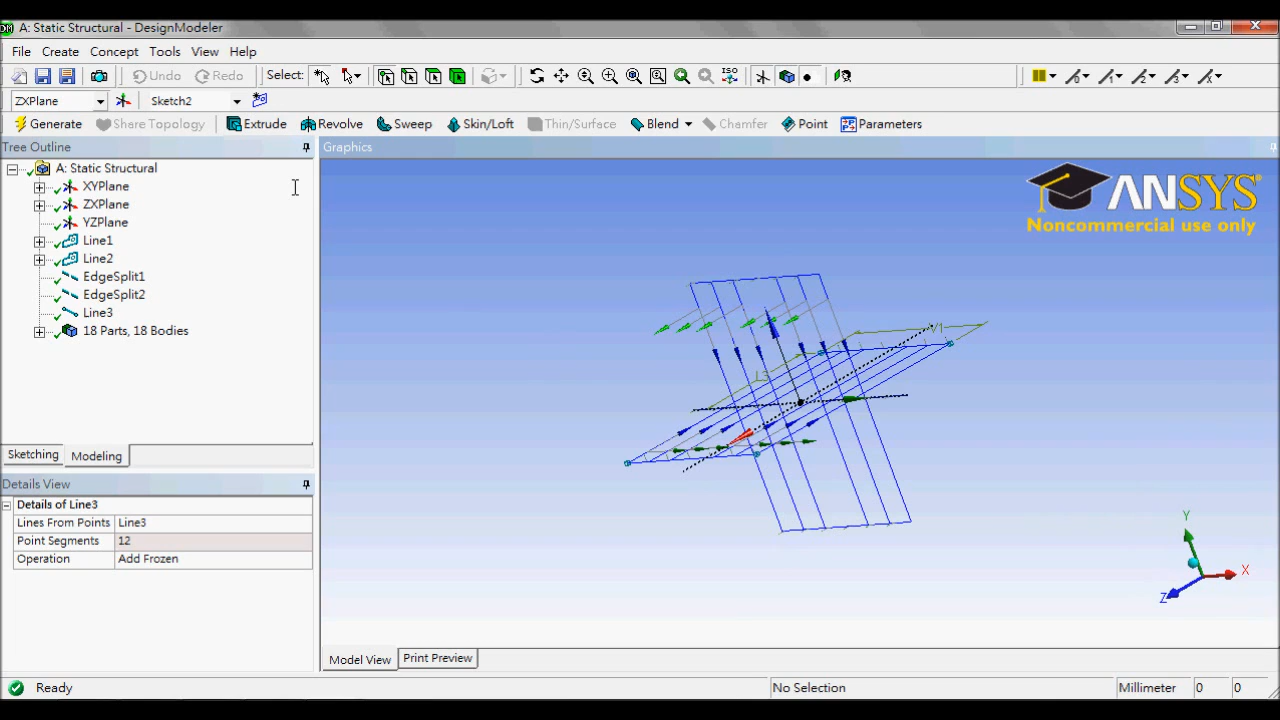 DM A: Static Structural - DesignModeler
File Create Concept Tools View Help
Undo Redo Select:
ZXPlane Sketch2
Generate Share Topology Extrude Revolve Sweep Skin/Loft Thin/Surface Blend Chamfer Point Parameters
Tree Outline
A: Static Structural
XYPlane
ZXPlane
YZPlane
Line1
Line2
EdgeSplit1
EdgeSplit2
Line3
18 Parts, 18 Bodies
Sketching Modeling
Details View
Details of Line3
Lines From Points Line3
Point Segments 12
Operation Add Frozen
Graphics
ANSYS
Noncommercial use only
V1
L3
Y
X
Z
Model View Print Preview
Ready No Selection Millimeter 0 0